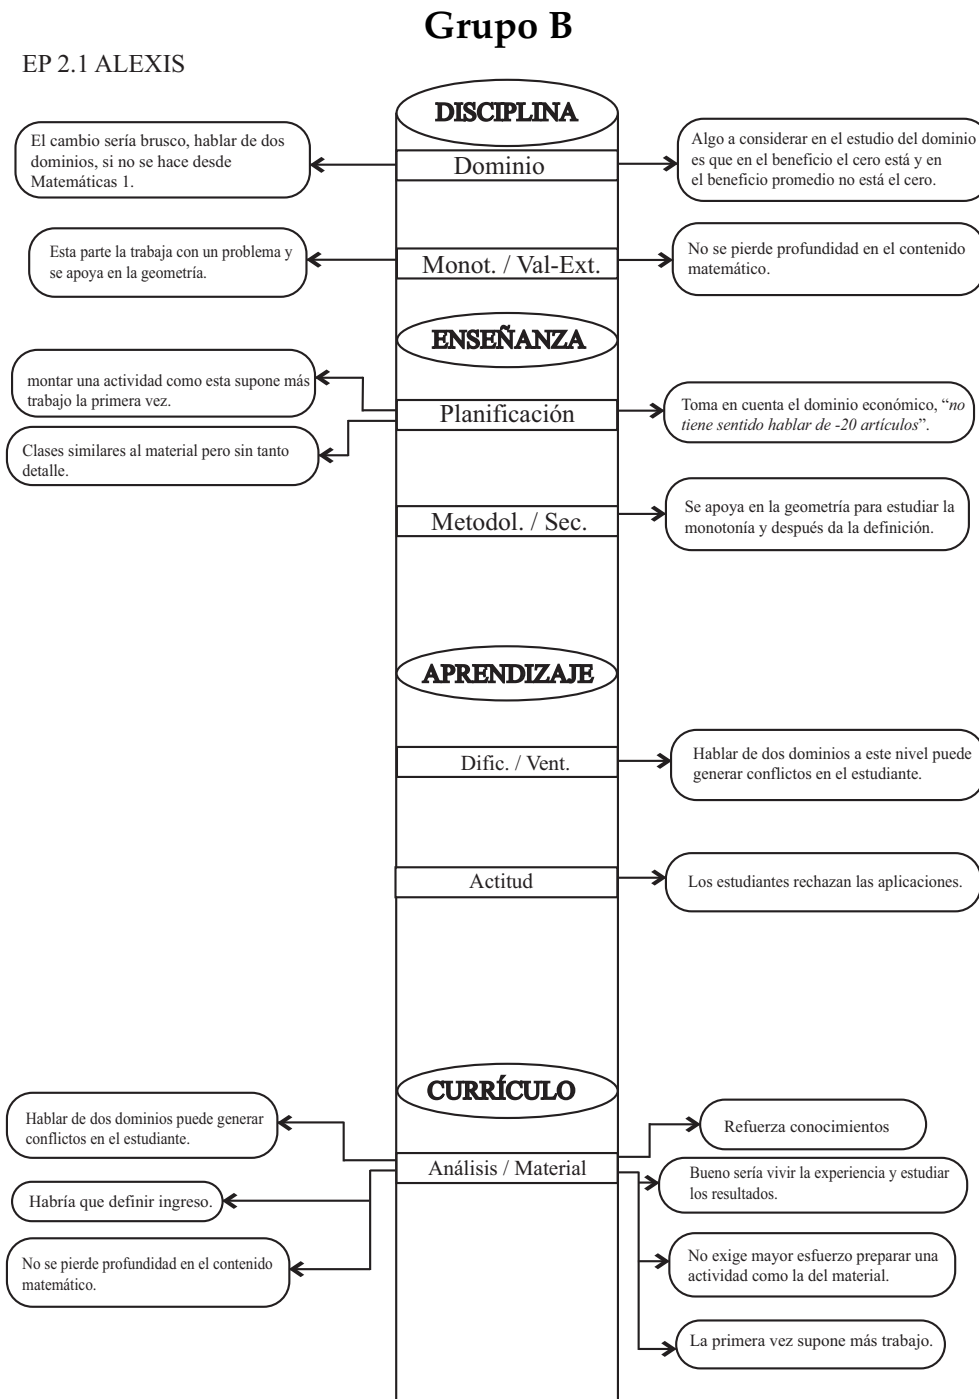 Grupo B
EP 2.1 ALEXIS
DISCIPLINA
El cambio sería brusco, hablar de dos
dominios, si no se hace desde
Matemáticas 1.
Dominio
Algo a considerar en el estudio del dominio
es que en el beneficio el cero está y en
el beneficio promedio no está el cero.
Esta parte la trabaja con un problema y
se apoya en la geometría.
Monot. / Val-Ext.
No se pierde profundidad en el contenido
matemático.
ENSEÑANZA
montar una actividad como esta supone más
trabajo la primera vez.
Clases similares al material pero sin tanto
detalle.
Planificación
Toma en cuenta el dominio económico, “no
tiene sentido hablar de -20 artículos”.
Metodol. / Sec.
Se apoya en la geometría para estudiar la
monotonía y después da la definición.
APRENDIZAJE
Dific. / Vent.
Hablar de dos dominios a este nivel puede
generar conflictos en el estudiante.
Actitud
Los estudiantes rechazan las aplicaciones.
CURRÍCULO
Hablar de dos dominios puede generar
conflictos en el estudiante.
Habría que definir ingreso.
No se pierde profundidad en el contenido
matemático.
Análisis / Material
Refuerza conocimientos
Bueno sería vivir la experiencia y estudiar
los resultados.
No exige mayor esfuerzo preparar una
actividad como la del material.
La primera vez supone más trabajo.